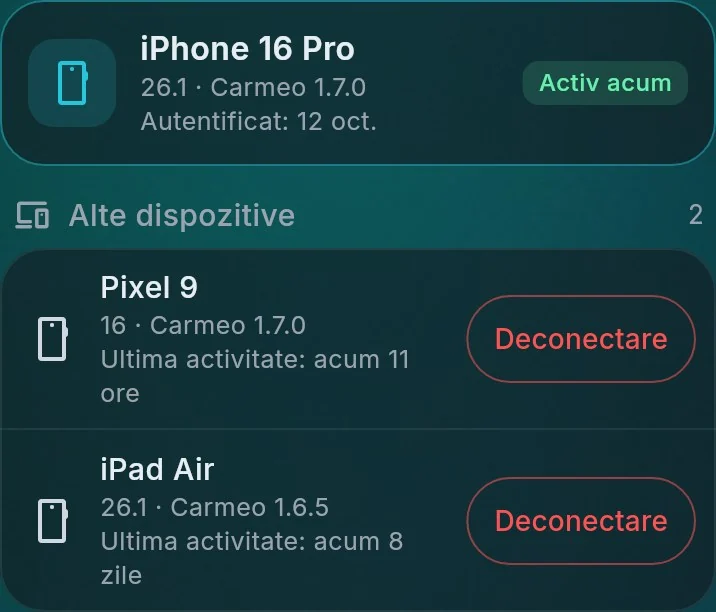 iPhone 16 Pro
26.1 · Carmeo 1.7.0
Activ acum
Autentificat: 12 oct.
Alte dispozitive
2
Pixel 9
16 · Carmeo 1.7.0
Ultima activitate: acum 11
ore
Deconectare
iPad Air
26.1 · Carmeo 1.6.5
Ultima activitate: acum 8
zile
Deconectare